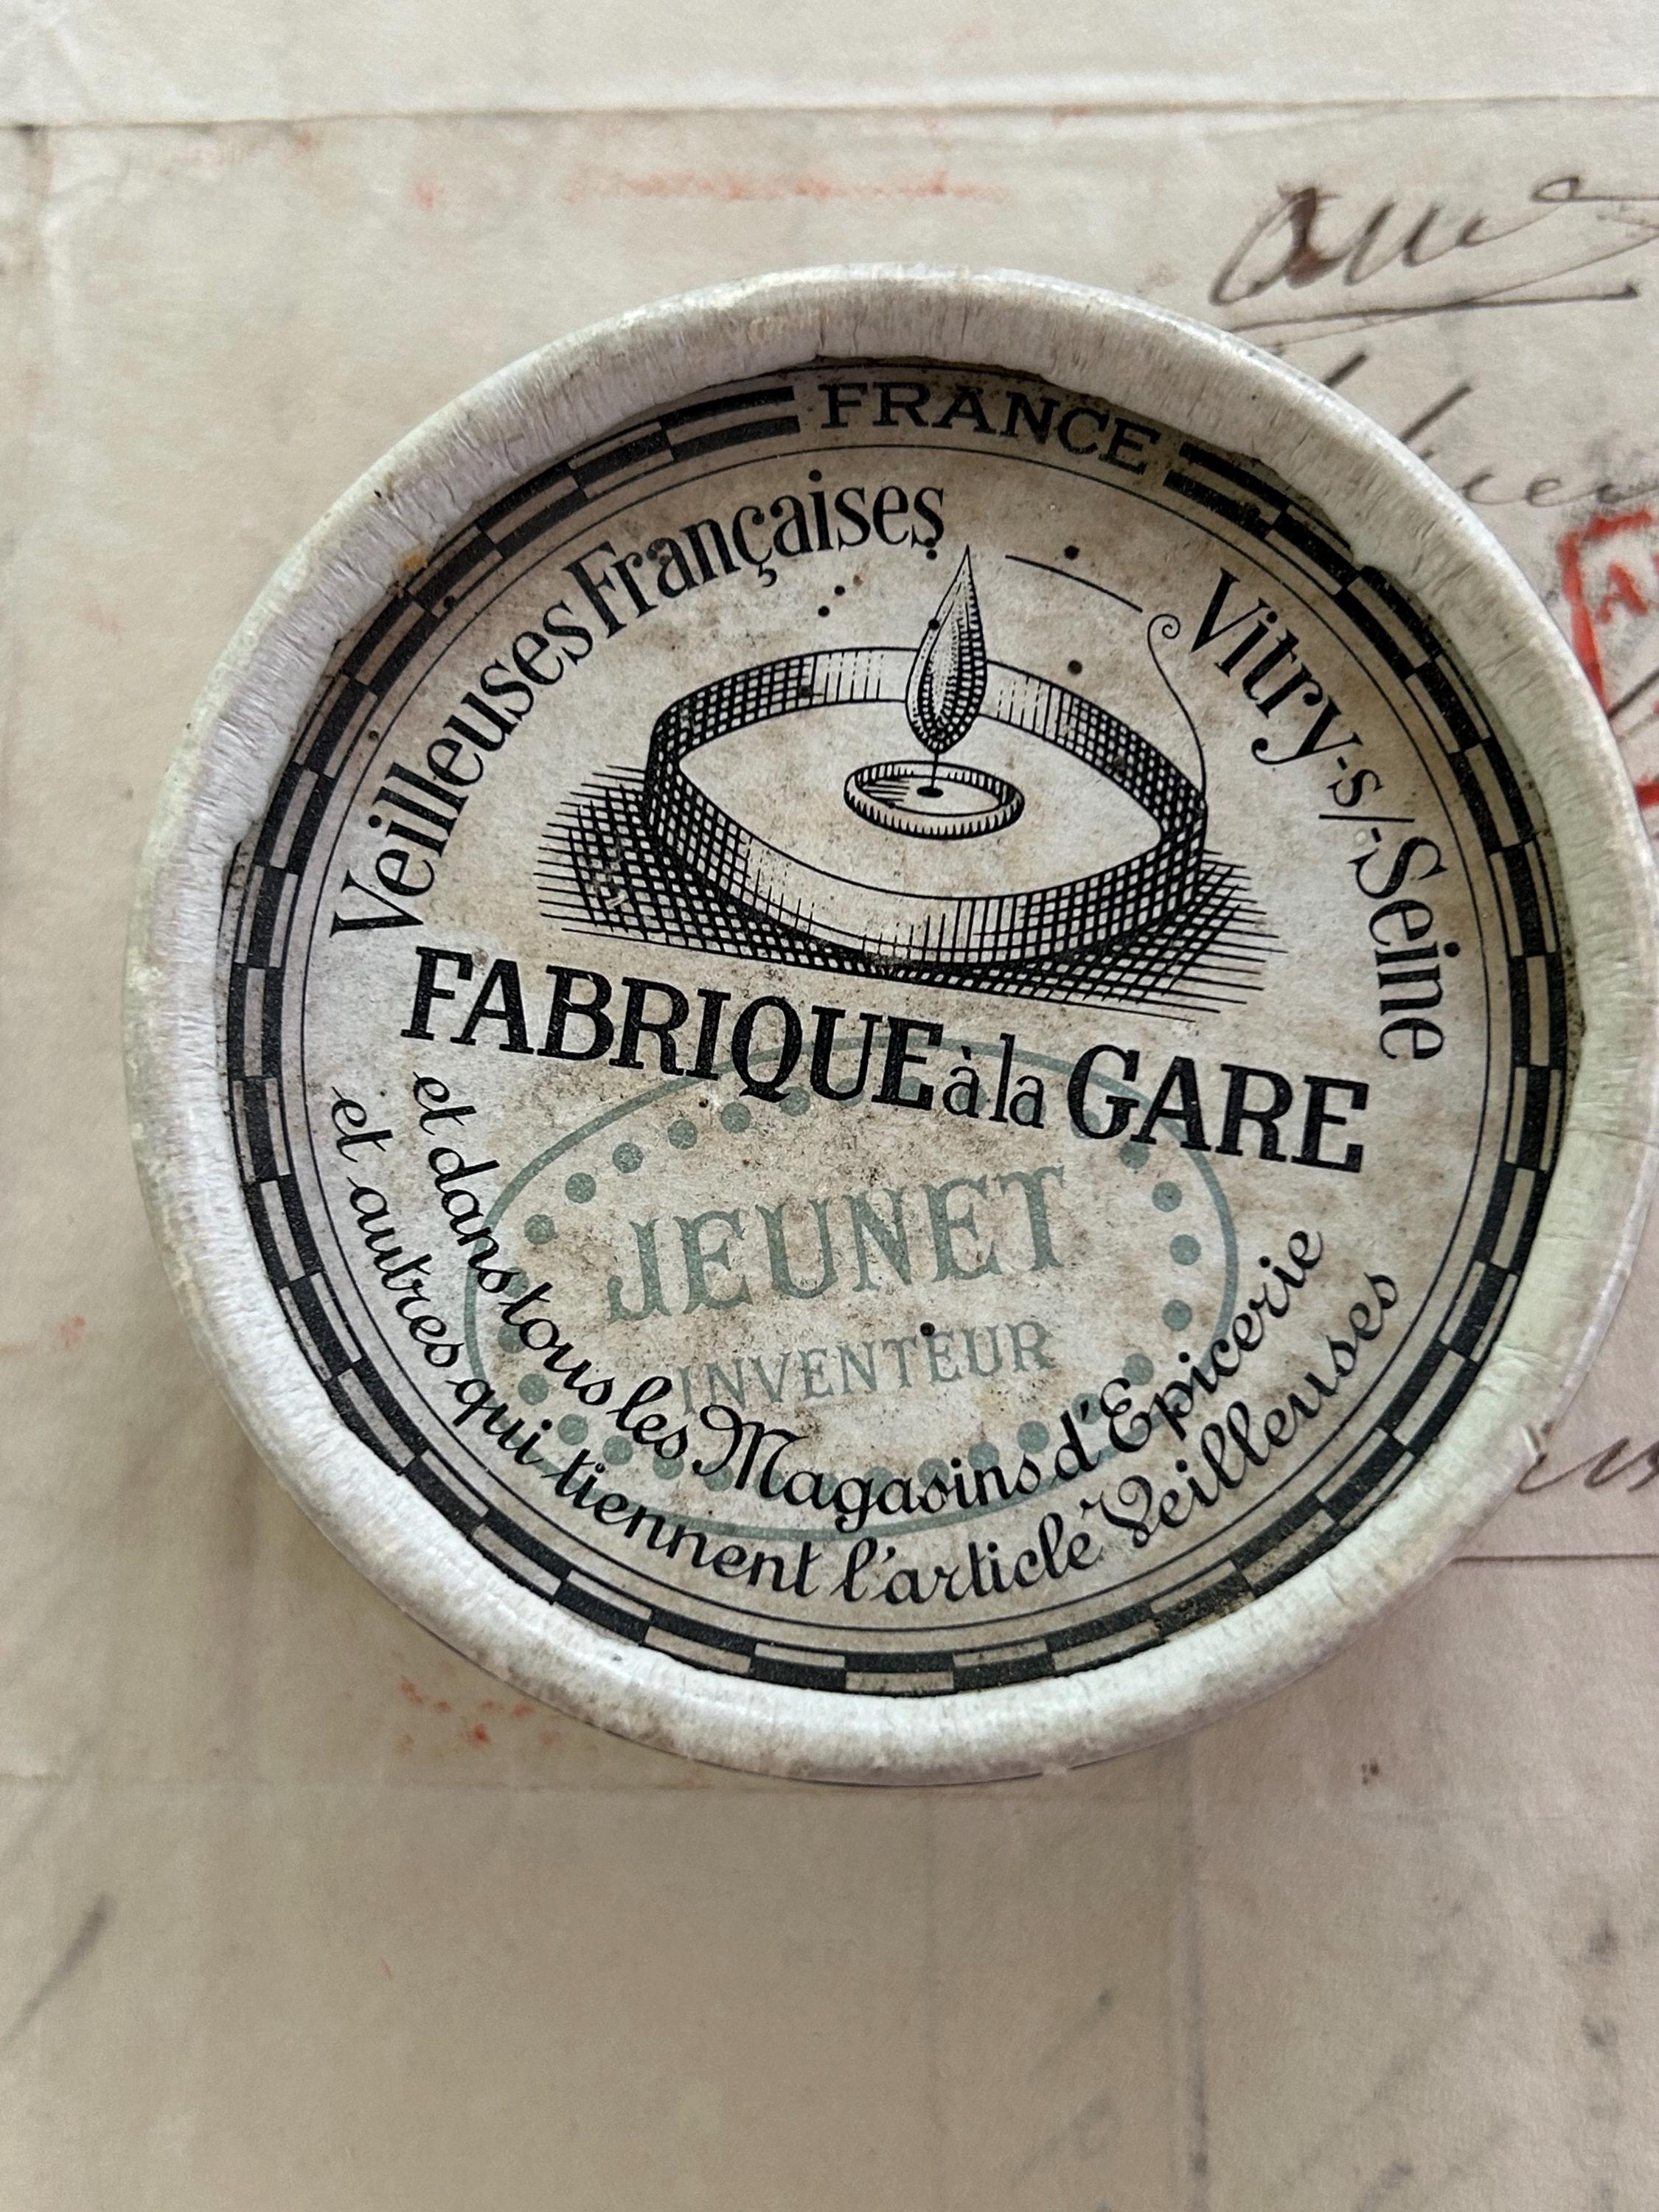 FRANCE
Veilleuses Françaises - Vitry-s/-Seine
FABRIQUE à la GARE
JEUNET
INVENTEUR
et dans tous les Magasins d'Epicerie
et autres qui tiennent l'article Veilleuses